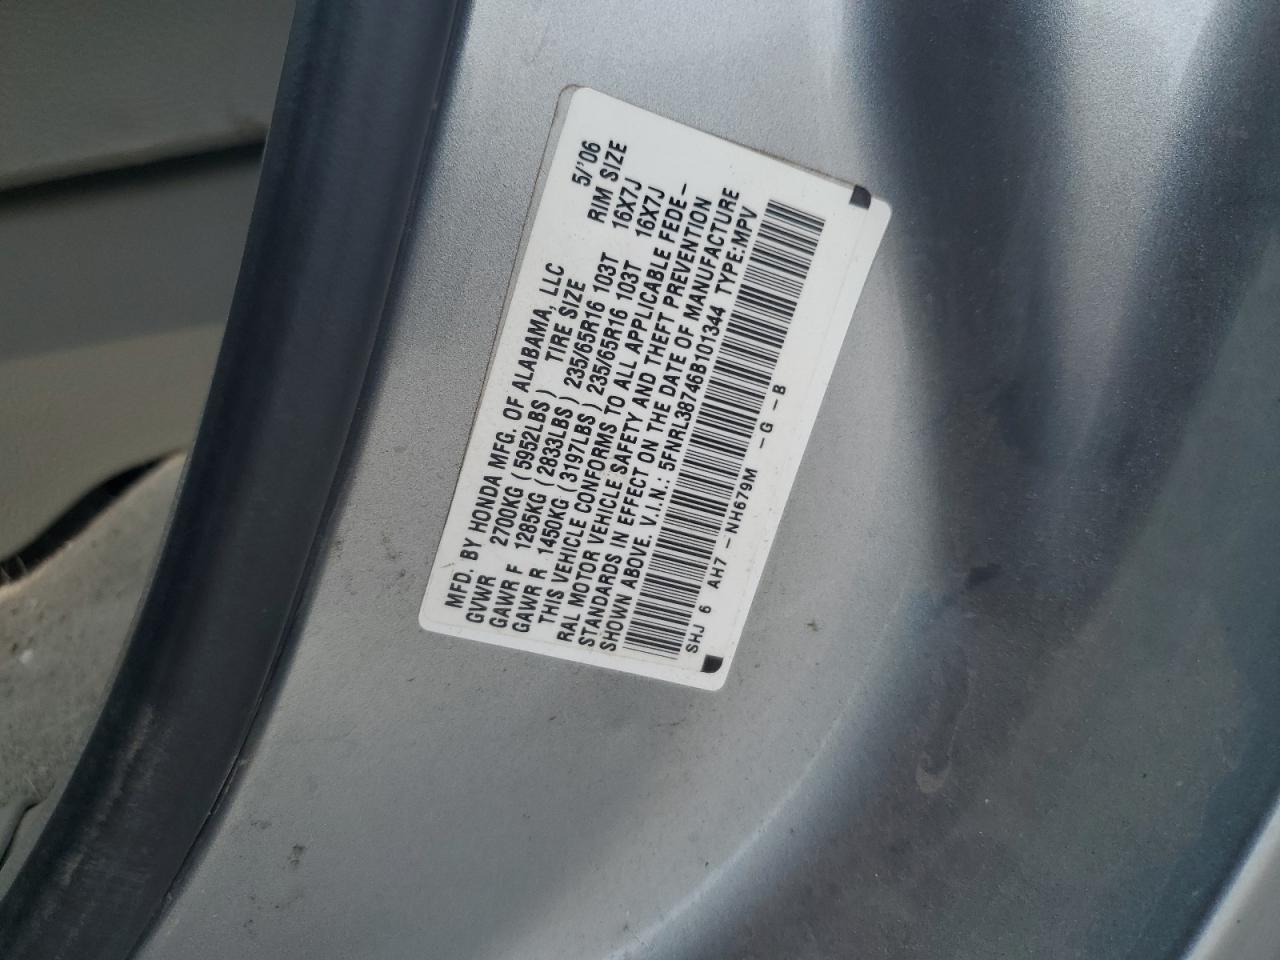 MFD. BY HONDA MFG. OF ALABAMA, LLC 5/'06
GVWR 2700KG (5952LBS) TIRE SIZE RIM SIZE
GAWR F 1285KG (2833LBS) 235/65R16 103T 16X7J
GAWR R 1450KG (3197LBS) 235/65R16 103T 16X7J
THIS VEHICLE CONFORMS TO ALL APPLICABLE FEDE-
RAL MOTOR VEHICLE SAFETY AND THEFT PREVENTION
STANDARDS IN EFFECT ON THE DATE OF MANUFACTURE
SHOWN ABOVE. V.I.N.: 5FNRL38746B101344 TYPE:MPV
SHJ 6 AH7 -NH679M -G-B